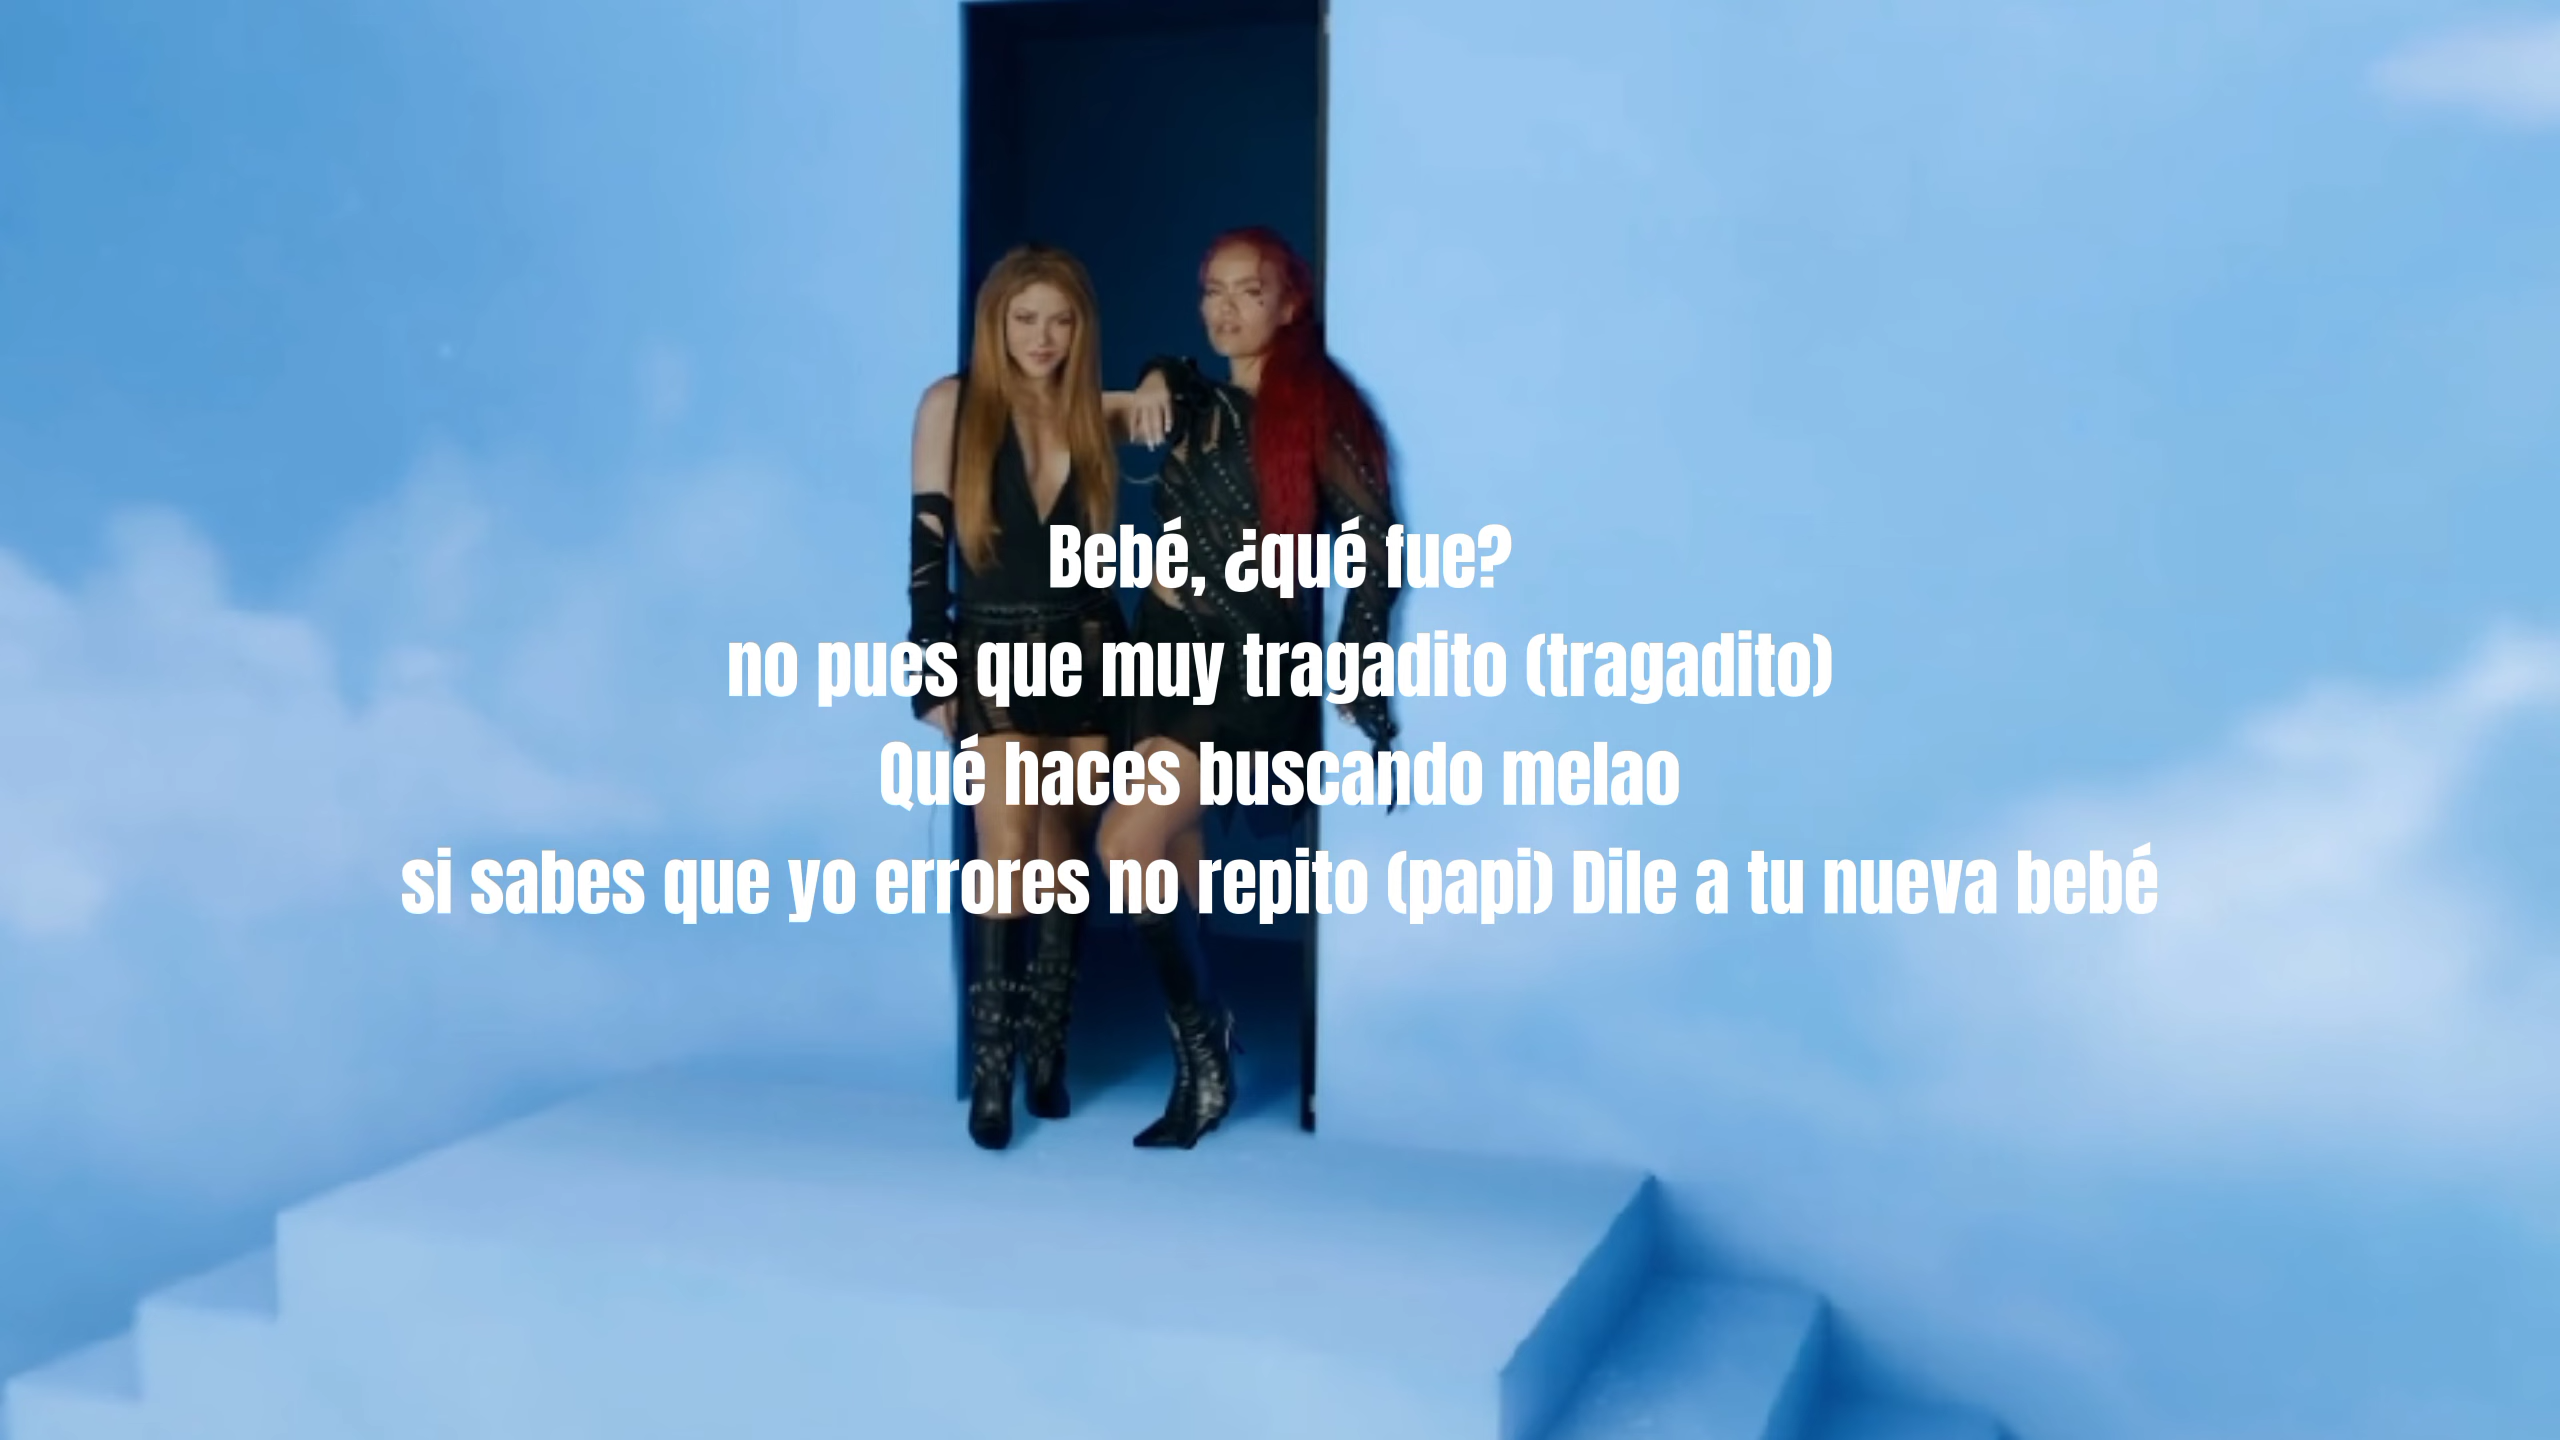 Bebé, ¿qué fue?
no pues que muy tragadito (tragadito)
Qué haces buscando melao
si sabes que yo errores no repito (papi) Dile a tu nueva bebé